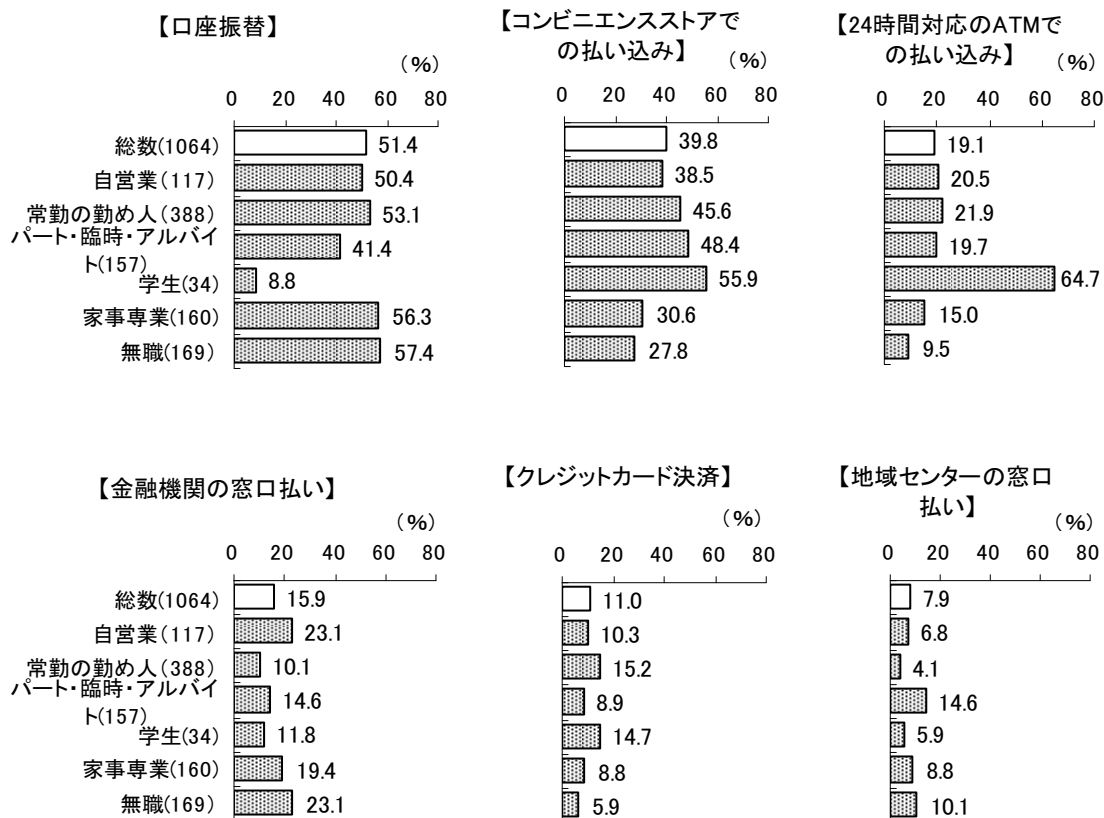 【口座振替】
(%)
0 20 40 60 80
総数(1064) 51.4
自営業(117) 50.4
常勤の勤め人(388) 53.1
パート・臨時・アルバイ
ト(157) 41.4
学生(34) 8.8
家事専業(160) 56.3
無職(169) 57.4
【コンビニエンスストアで
の払い込み】
(%)
0 20 40 60 80
39.8
38.5
45.6
48.4
55.9
30.6
27.8
【24時間対応のATMで
の払い込み】
(%)
0 20 40 60 80
19.1
20.5
21.9
19.7
64.7
15.0
9.5
【金融機関の窓口払い】
(%)
0 20 40 60 80
総数(1064) 15.9
自営業(117) 23.1
常勤の勤め人(388) 10.1
パート・臨時・アルバイ
ト(157) 14.6
学生(34) 11.8
家事専業(160) 19.4
無職(169) 23.1
【クレジットカード決済】
(%)
0 20 40 60 80
11.0
10.3
15.2
8.9
14.7
8.8
5.9
【地域センターの窓口
払い】
(%)
0 20 40 60 80
7.9
6.8
4.1
14.6
5.9
8.8
10.1